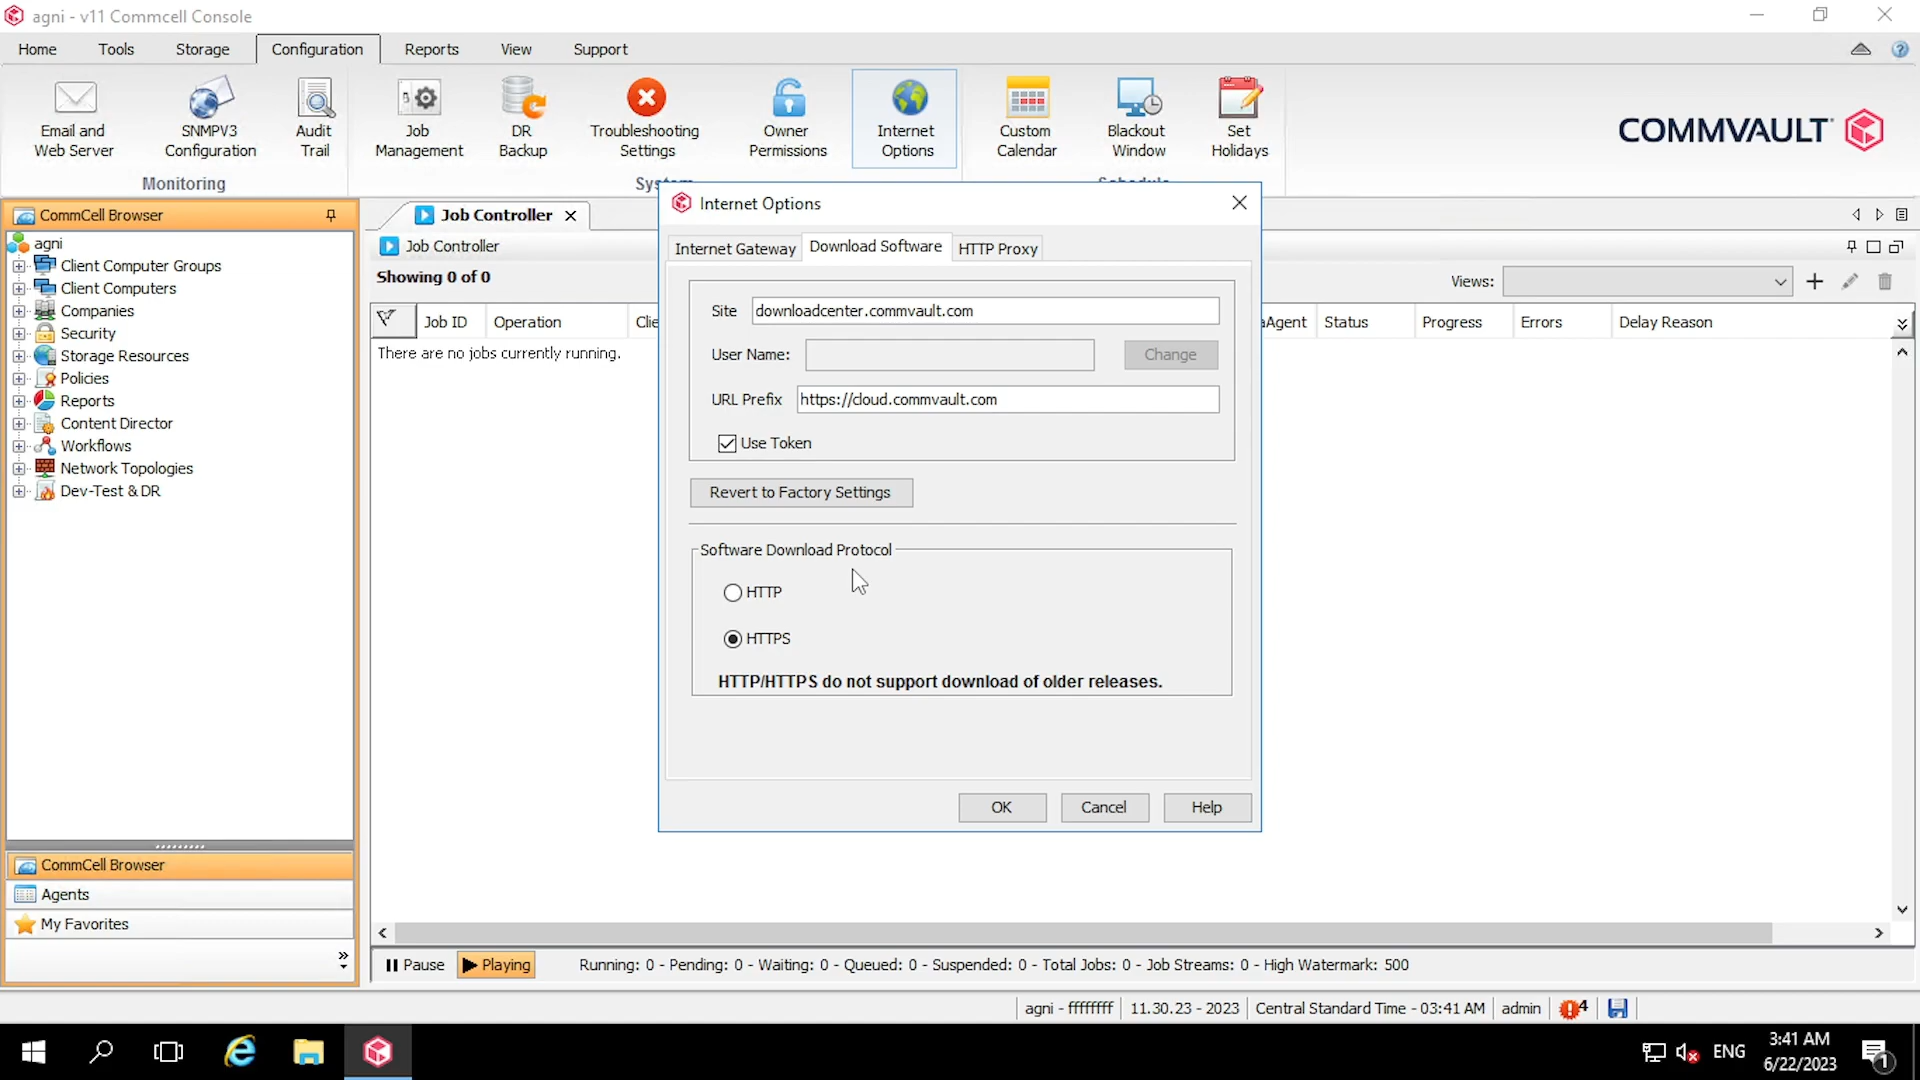 agni - v11 Commcell Console
Home Tools Storage Configuration Reports View Support
Email and
Web Server
SNMPV3
Configuration
Audit
Trail
Monitoring
Job
Management
DR
Backup
Troubleshooting
Settings
Owner
Permissions
Internet
Options
Custom
Calendar
Blackout
Window
Set
Holidays
COMMVAULT
CommCell Browser
agni
Client Computer Groups
Client Computers
Companies
Security
Storage Resources
Policies
Reports
Content Director
Workflows
Network Topologies
Dev-Test & DR
CommCell Browser
Agents
My Favorites
Job Controller
Job Controller
Showing 0 of 0
Views:
Job ID Operation Clie
aAgent Status Progress Errors Delay Reason
There are no jobs currently running.
Internet Options
Internet Gateway Download Software HTTP Proxy
Site downloadcenter.commvault.com
User Name: Change
URL Prefix https://cloud.commvault.com
Use Token
Revert to Factory Settings
Software Download Protocol
HTTP
HTTPS
HTTP/HTTPS do not support download of older releases.
OK Cancel Help
Pause Playing Running: 0 - Pending: 0 - Waiting: 0 - Queued: 0 - Suspended: 0 - Total Jobs: 0 - Job Streams: 0 - High Watermark: 500
agni - ffffffff 11.30.23 - 2023 Central Standard Time - 03:41 AM admin 4
ENG
3:41 AM
6/22/2023
1